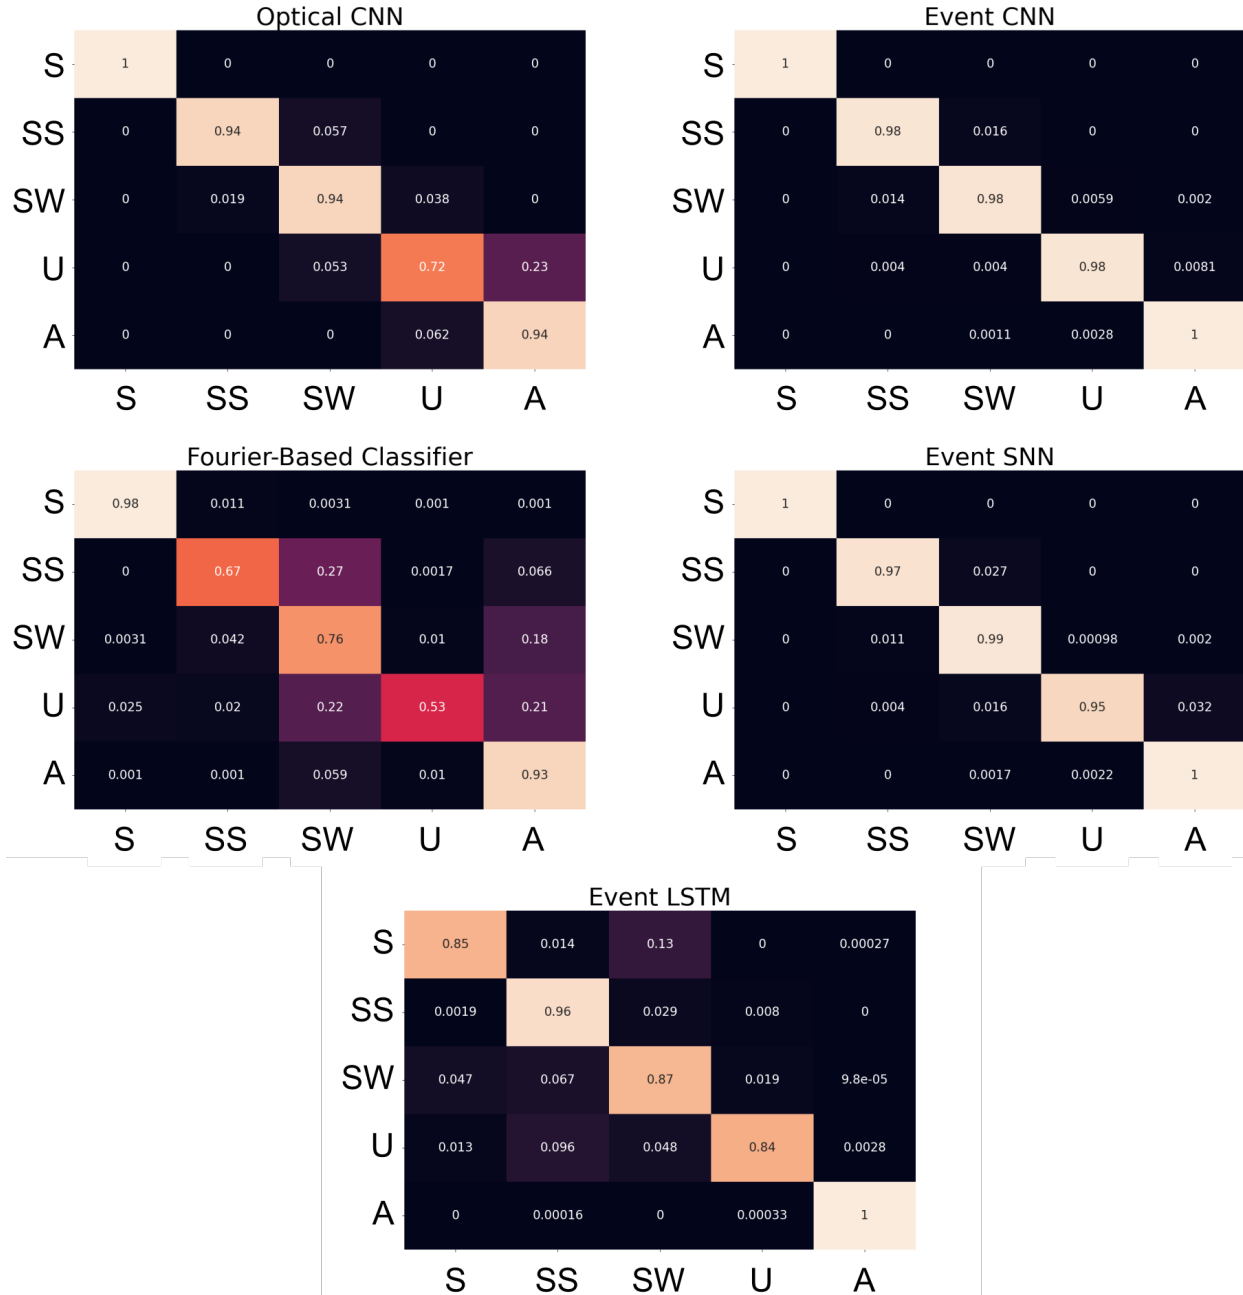 Optical CNN
S 1 0 0 0 0
SS 0 0.94 0.057 0 0
SW 0 0.019 0.94 0.038 0
U 0 0 0.053 0.72 0.23
A 0 0 0 0.062 0.94
S SS SW U A
Event CNN
S 1 0 0 0 0
SS 0 0.98 0.016 0 0
SW 0 0.014 0.98 0.0059 0.002
U 0 0.004 0.004 0.98 0.0081
A 0 0 0.0011 0.0028 1
S SS SW U A
Fourier-Based Classifier
S 0.98 0.011 0.0031 0.001 0.001
SS 0 0.67 0.27 0.0017 0.066
SW 0.0031 0.042 0.76 0.01 0.18
U 0.025 0.02 0.22 0.53 0.21
A 0.001 0.001 0.059 0.01 0.93
S SS SW U A
Event SNN
S 1 0 0 0 0
SS 0 0.97 0.027 0 0
SW 0 0.011 0.99 0.00098 0.002
U 0 0.004 0.016 0.95 0.032
A 0 0 0.0017 0.0022 1
S SS SW U A
Event LSTM
S 0.85 0.014 0.13 0 0.00027
SS 0.0019 0.96 0.029 0.008 0
SW 0.047 0.067 0.87 0.019 9.8e-05
U 0.013 0.096 0.048 0.84 0.0028
A 0 0.00016 0 0.00033 1
S SS SW U A